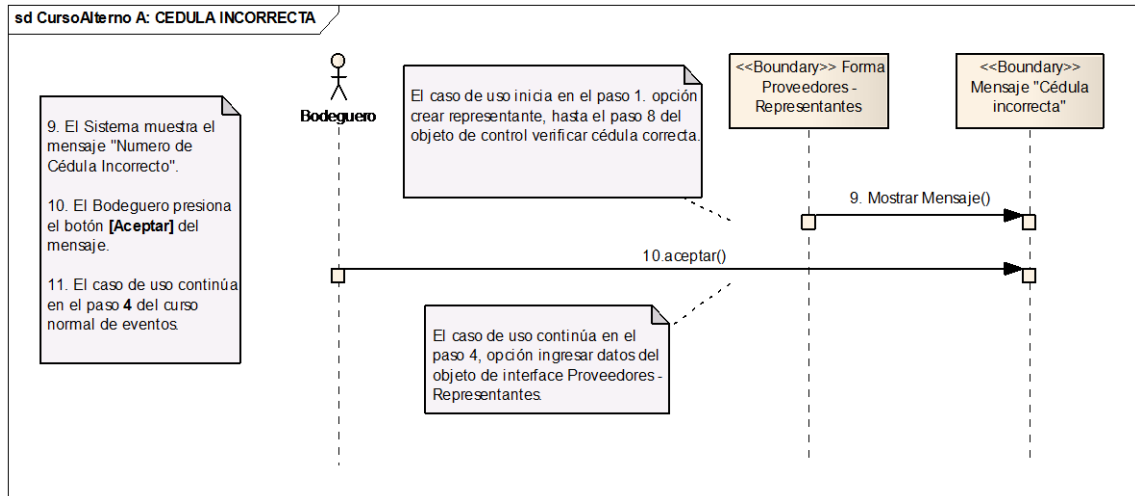 sd CursoAlterno A: CEDULA INCORRECTA
9. El Sistema muestra el
mensaje "Numero de
Cédula Incorrecto".
10. El Bodeguero presiona
el botón [Aceptar] del
mensaje.
11. El caso de uso continúa
en el paso 4 del curso
normal de eventos.
Bodeguero
El caso de uso inicia en el paso 1. opción
crear representante, hasta el paso 8 del
objeto de control verificar cédula correcta.
<<Boundary>> Forma
Proveedores -
Representantes
<<Boundary>>
Mensaje "Cédula
incorrecta"
9. Mostrar Mensaje()
10.aceptar()
El caso de uso continúa en el
paso 4, opción ingresar datos del
objeto de interface Proveedores -
Representantes.